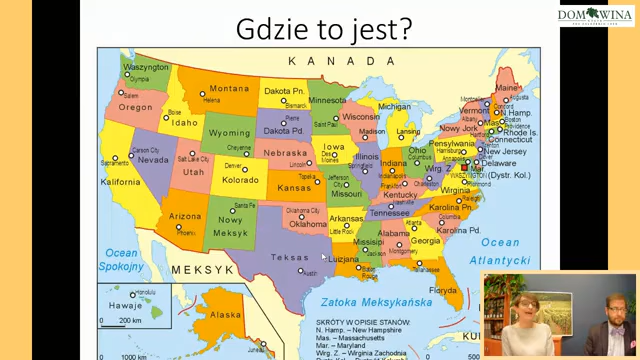 Gdzie to jest?
DOM WINA
KANADA
Waszyngton
Olympia
Montana
Helena
Dakota Pn.
Bismarck
Minnesota
Saint Paul
Wisconsin
Madison
Michigan
Lansing
Maine
Augusta
Vermont
Concord
N. Hamp.
Boston
Mas.
Providence
Rhode Is.
Connecticut
Nowy Jork
Albany
Oregon
Salem
Idaho
Boise
Wyoming
Cheyenne
Dakota Pd.
Pierre
Iowa
Nebraska
Lincoln
Illinois
Springfield
Indiana
Indianapolis
Ohio
Columbus
Pensylwania
Harrisburg
New Jersey
Delaware
Mar.
WASZYNGTON (Dystr. Kol.)
Wirg. Z.
Charleston
Wirginia
Richmond
Carson City
Nevada
Sacramento
Kalifornia
Salt Lake City
Utah
Denver
Kolorado
Topeka
Kansas
Jefferson City
Missouri
Kentucky
Frankfort
Nashville
Tennessee
Karolina Pn.
Raleigh
Karolina Pd.
Columbia
Arizona
Phoenix
Santa Fe
Nowy
Meksyk
Oklahoma City
Oklahoma
Arkansas
Little Rock
Missisipi
Jackson
Alabama
Montgomery
Atlanta
Georgia
Teksas
Austin
Luizjana
Baton
Rouge
Tallahassee
Floryda
Ocean
Spokojny
MEKSYK
Ocean
Atlantycki
Zatoka Meksykańska
Honolulu
Hawaje
0 200 km
Alaska
Juneau
0 1000 km
SKRÓTY W OPISIE STANÓW:
N. Hamp. - New Hampshire
Mas. - Massachusetts
Mar. - Maryland
Wirg. Z - Wirginia Zachodnia